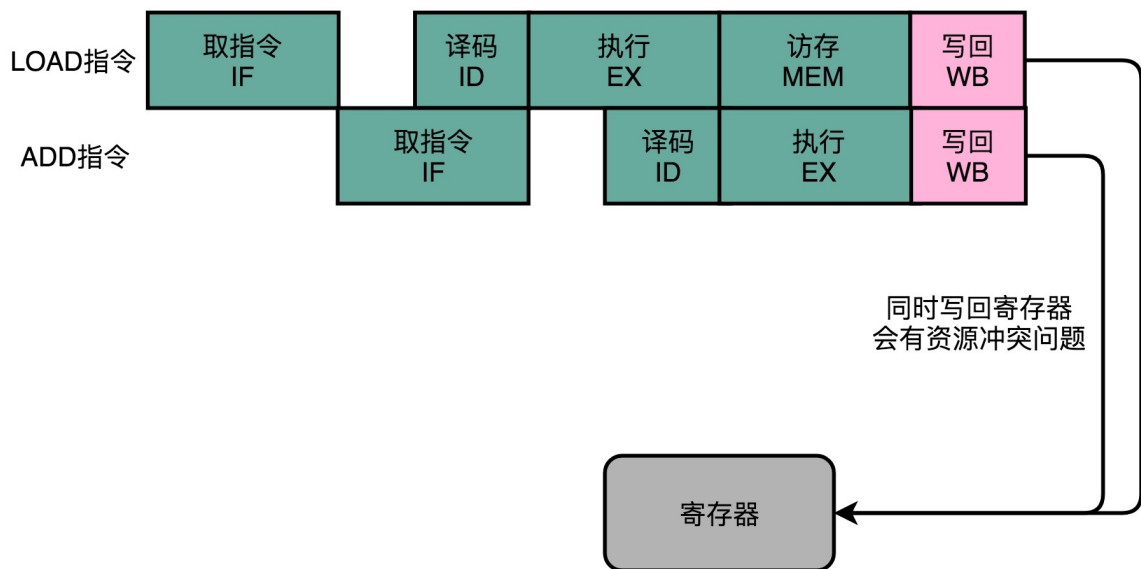 LOAD指令
取指令
IF
译码
ID
执行
EX
访存
MEM
写回
WB
ADD指令
取指令
IF
译码
ID
执行
EX
写回
WB
同时写回寄存器
会有资源冲突问题
寄存器